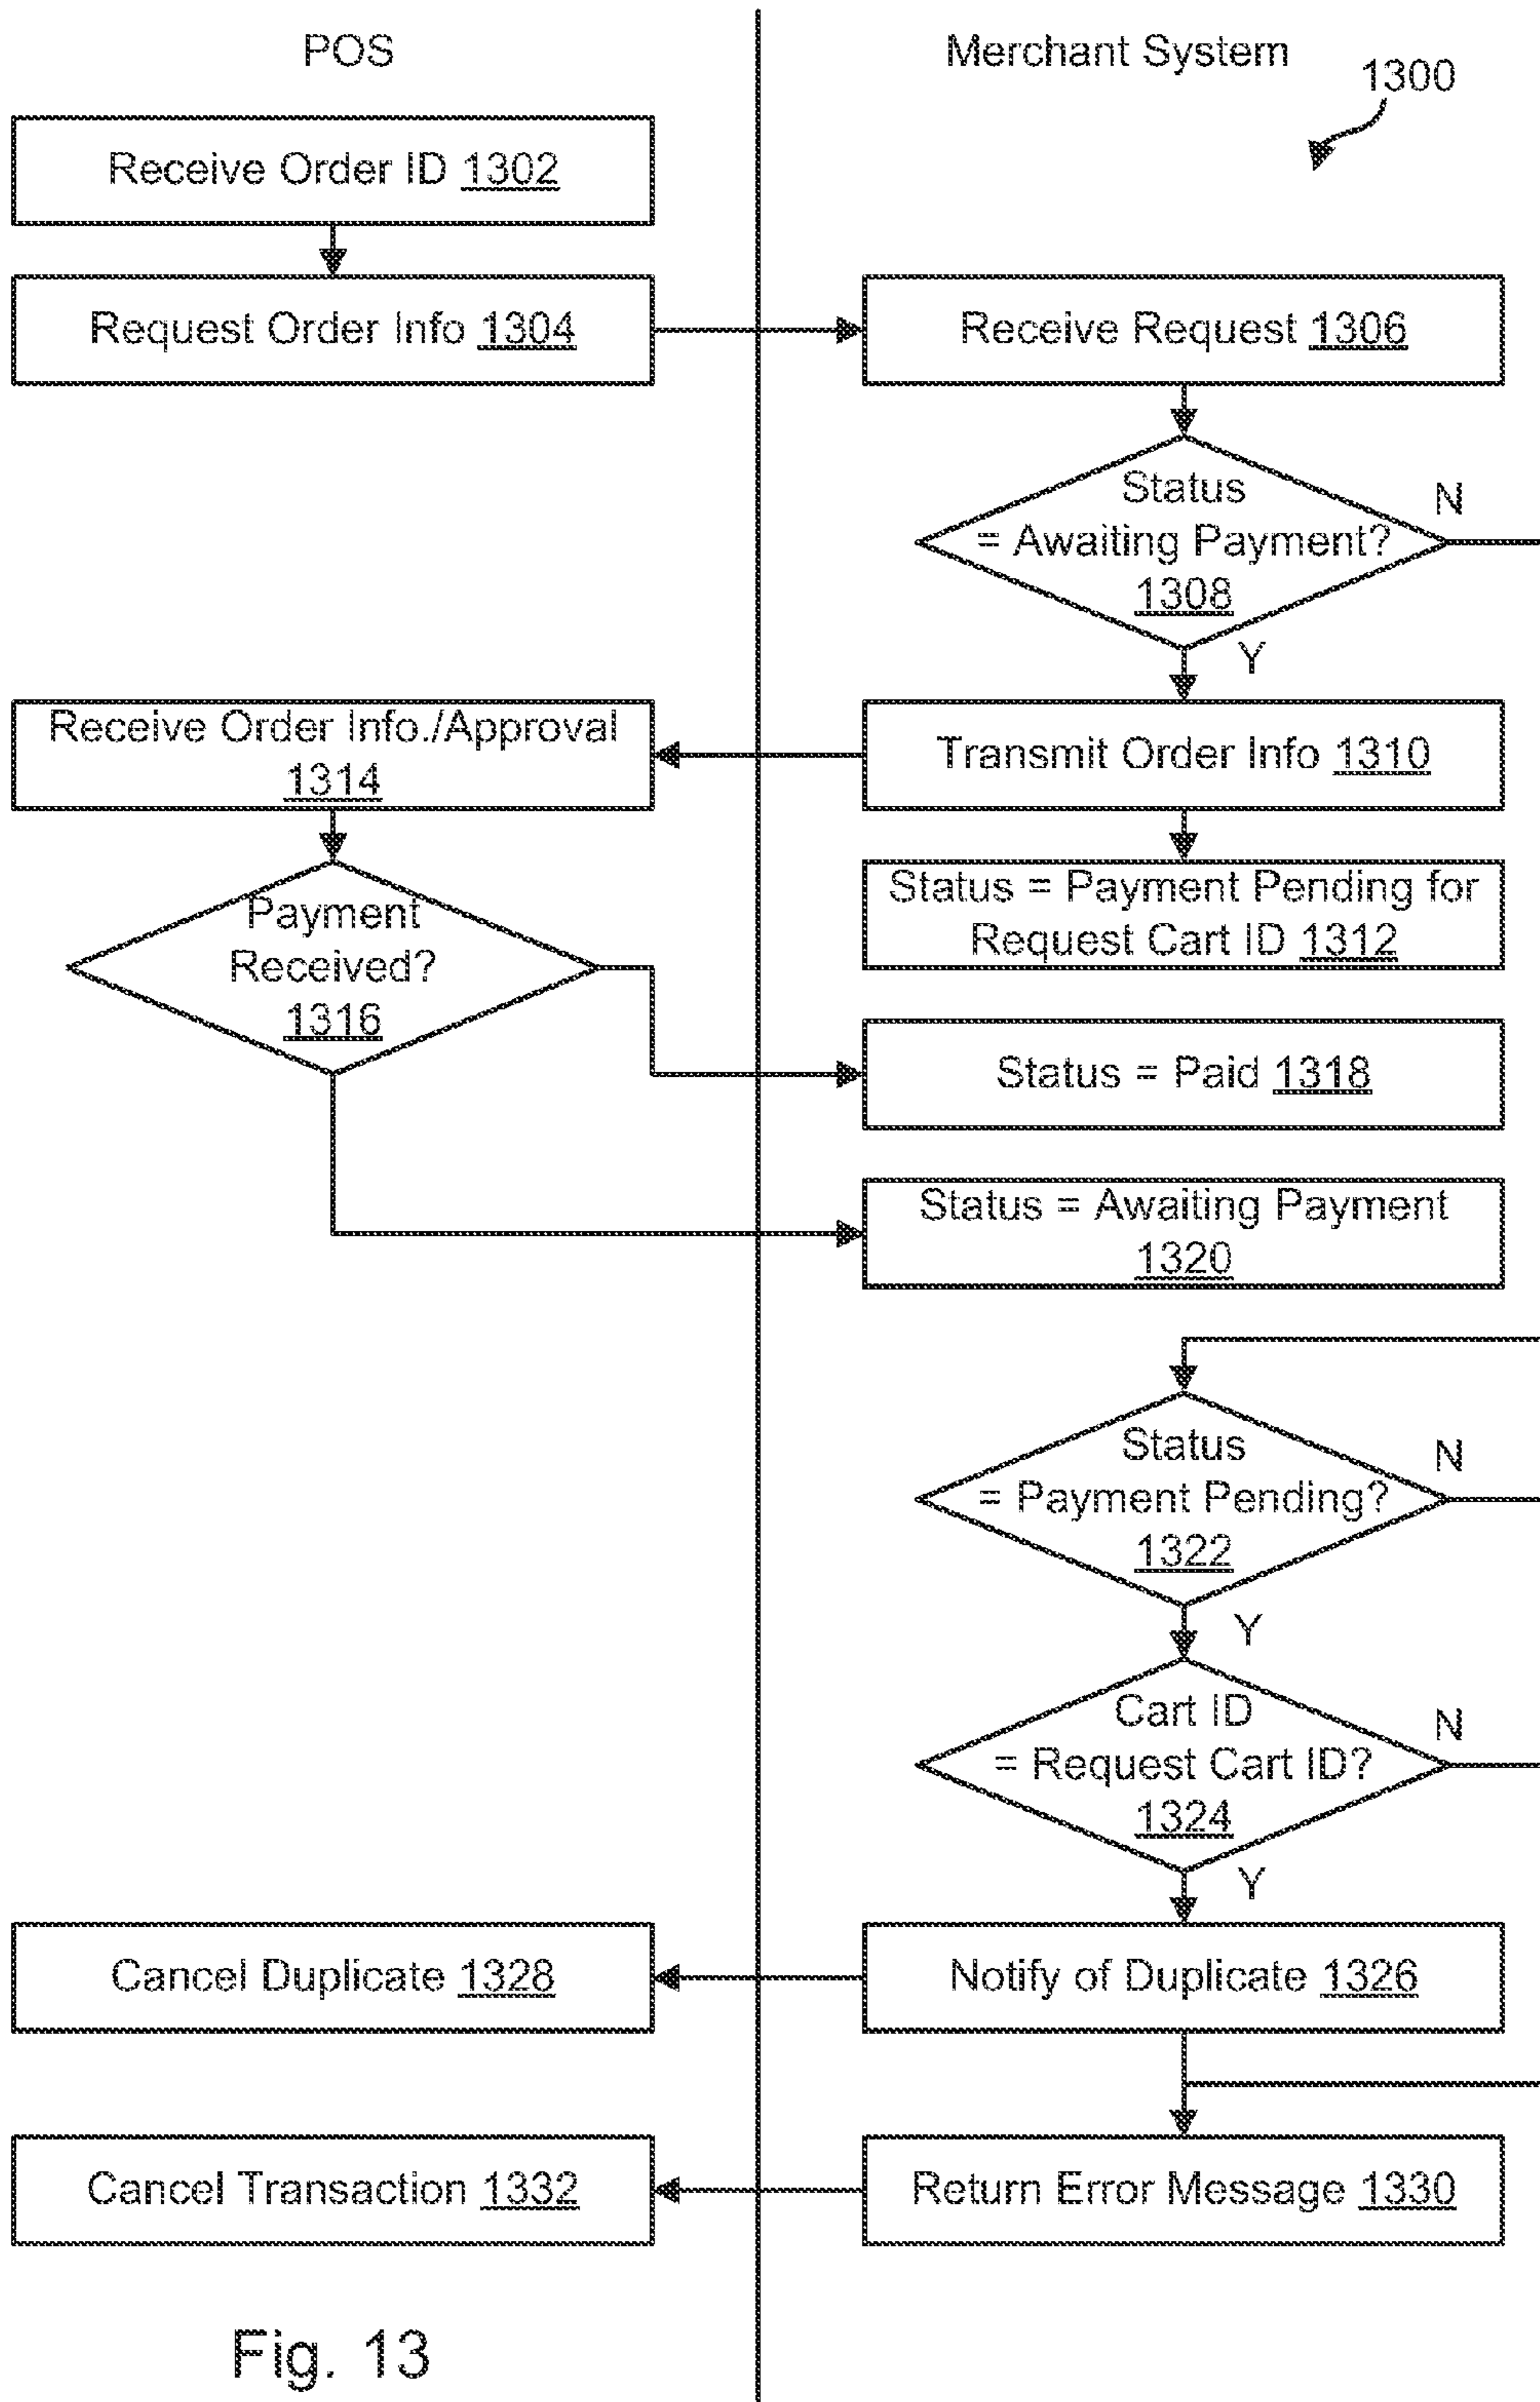 POS
Merchant System
1300
Receive Order ID 1302
Request Order Info 1304
Receive Request 1306
Status
= Awaiting Payment?
1308
N
Y
Receive Order Info./Approval
1314
Transmit Order Info 1310
Payment
Received?
1316
Status = Payment Pending for
Request Cart ID 1312
Status = Paid 1318
Status = Awaiting Payment
1320
Status
= Payment Pending?
1322
N
Y
Cart ID
= Request Cart ID?
1324
N
Y
Cancel Duplicate 1328
Notify of Duplicate 1326
Cancel Transaction 1332
Return Error Message 1330
Fig. 13